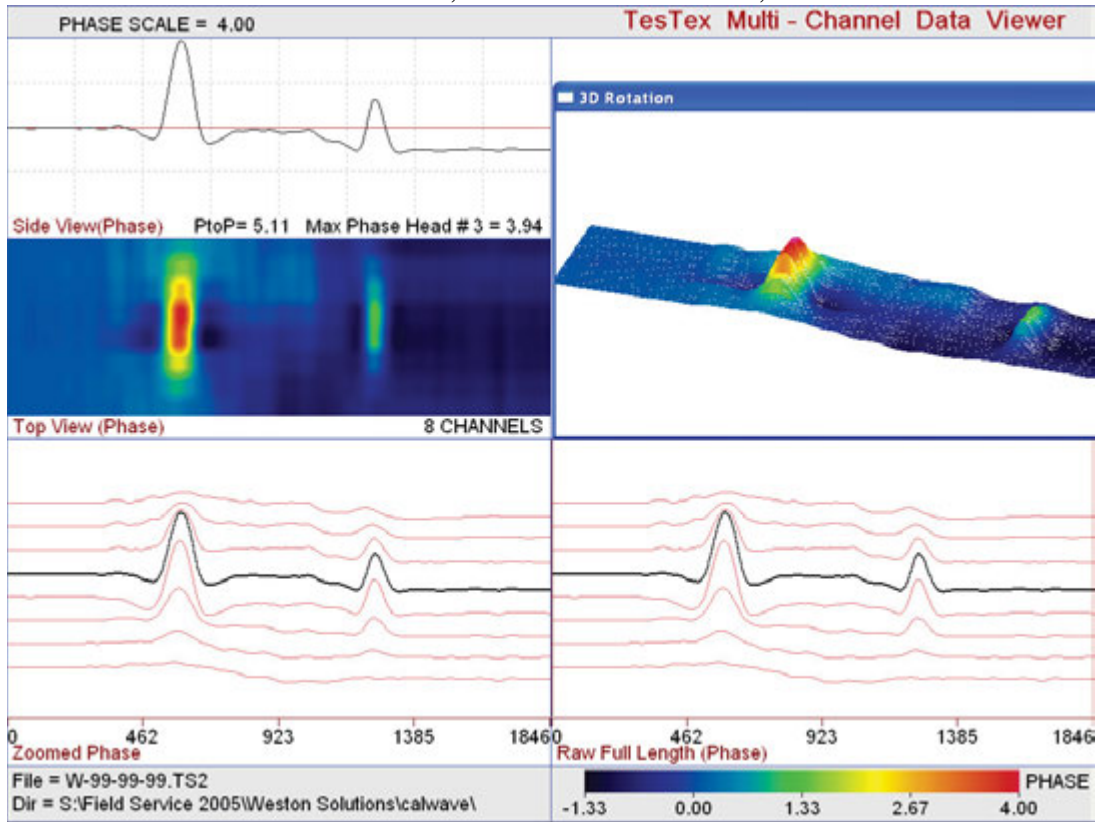 PHASE SCALE = 4.00
TesTex Multi - Channel Data Viewer
3D Rotation
Side View(Phase) PtoP= 5.11 Max Phase Head # 3 = 3.94
Top View (Phase) 8 CHANNELS
0 462 923 1385 1846
Zoomed Phase
0 462 923 1385 1846
Raw Full Length (Phase)
File = W-99-99-99.TS2
Dir = S:\Field Service 2005\Weston Solutions\calwave\
PHASE
-1.33 0.00 1.33 2.67 4.00